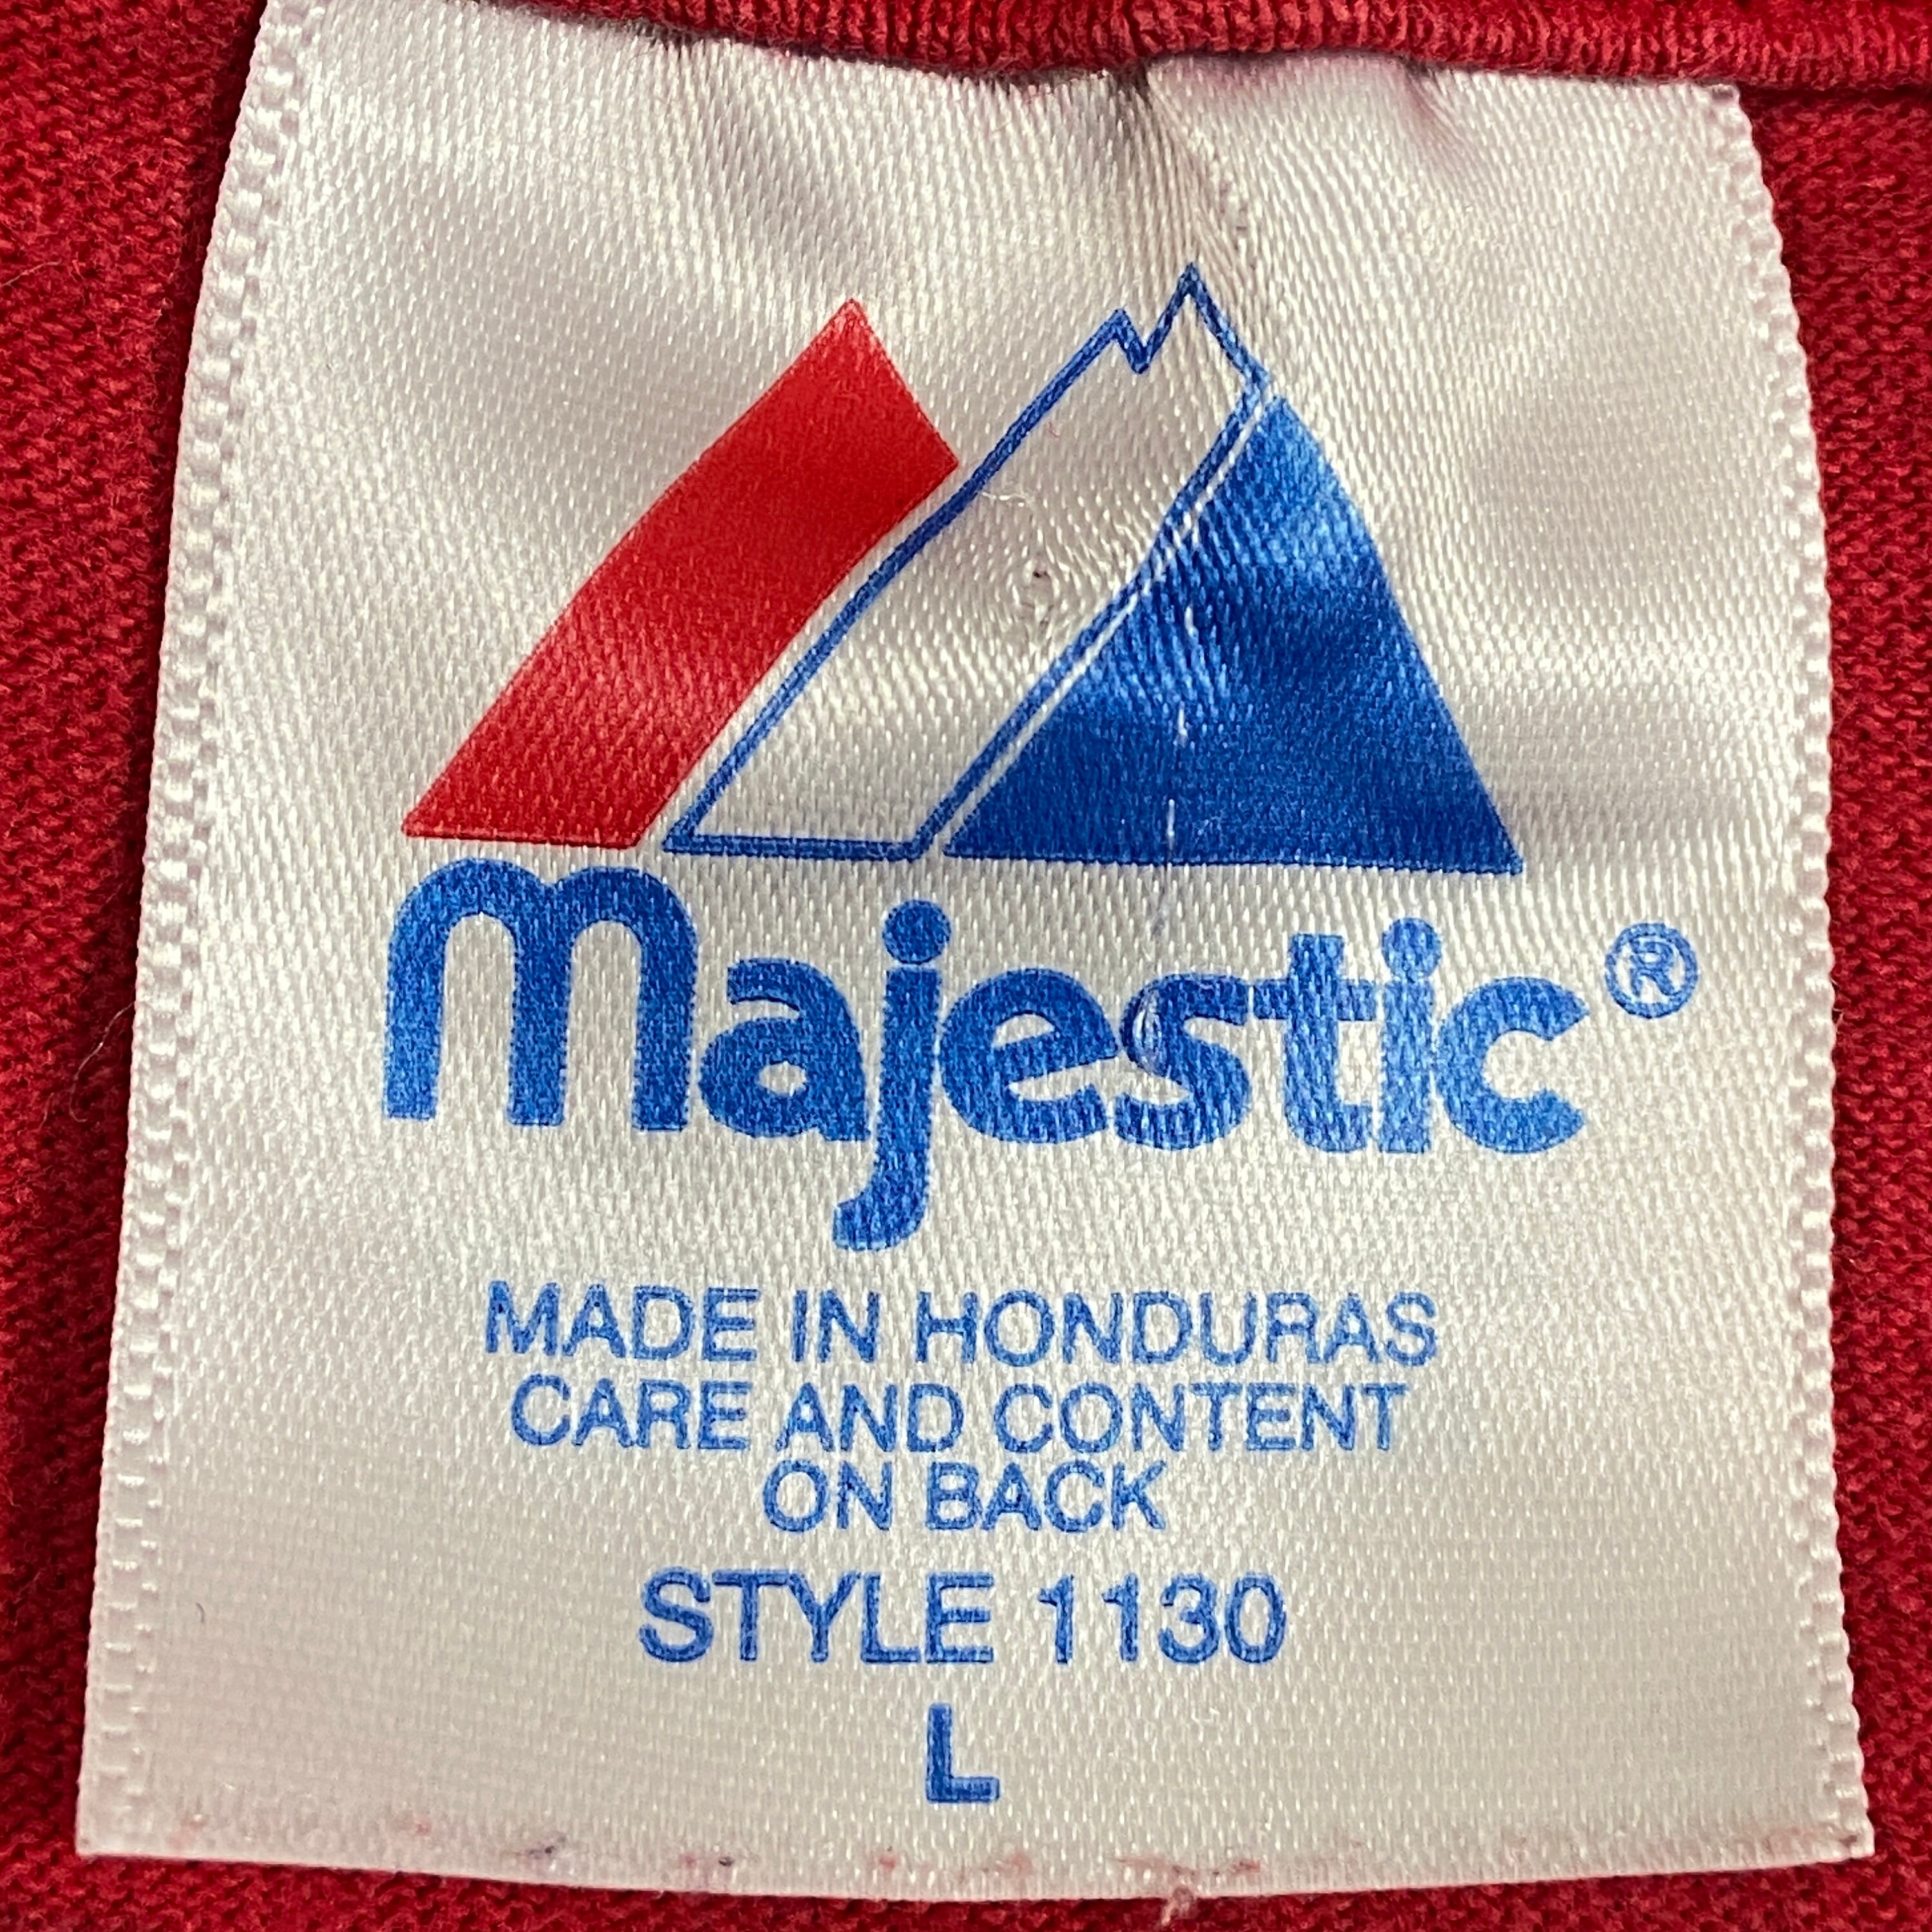 majestic®
MADE IN HONDURAS
CARE AND CONTENT
ON BACK
STYLE 1130
L